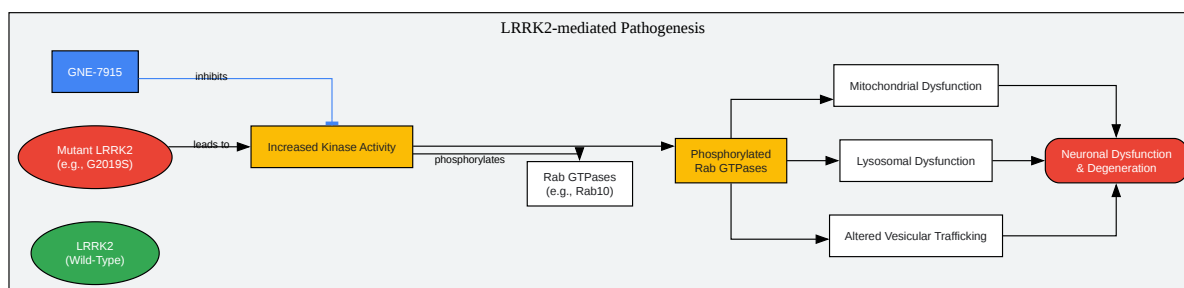 LRRK2-mediated Pathogenesis
GNE-7915
inhibits
Mutant LRRK2
(e.g., G2019S)
leads to
Increased Kinase Activity
phosphorylates
Rab GTPases
(e.g., Rab10)
LRRK2
(Wild-Type)
Phosphorylated
Rab GTPases
Mitochondrial Dysfunction
Lysosomal Dysfunction
Altered Vesicular Trafficking
Neuronal Dysfunction
& Degeneration